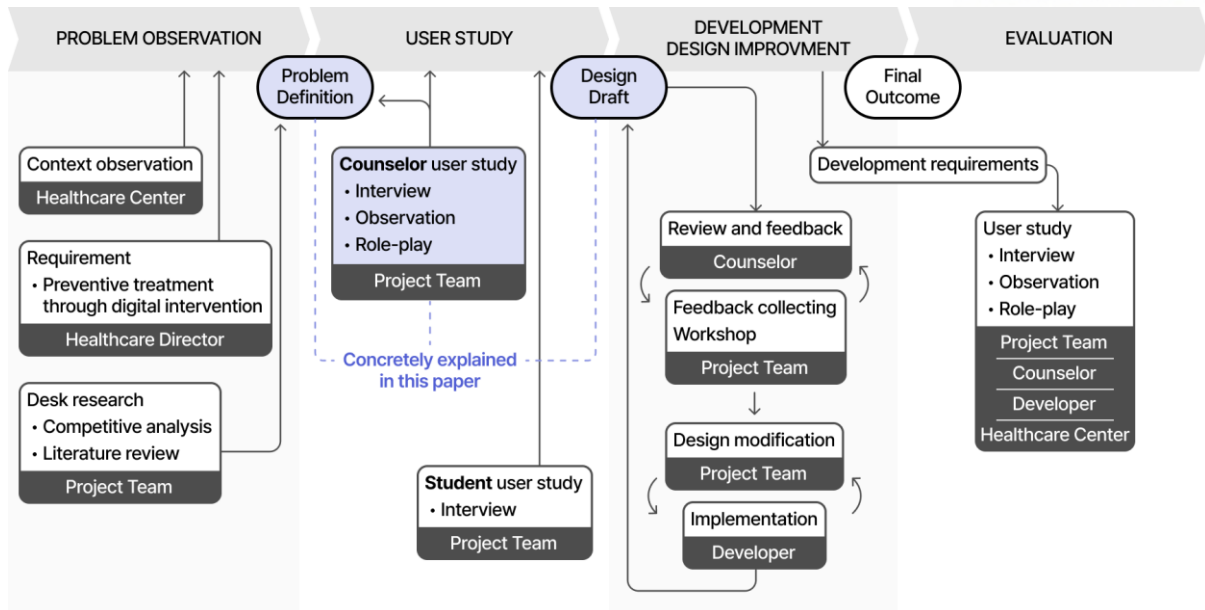 PROBLEM OBSERVATION
USER STUDY
DEVELOPMENT
DESIGN IMPROVMENT
EVALUATION
Problem
Definition
Design
Draft
Final
Outcome
Context observation
Healthcare Center
Requirement
• Preventive treatment
through digital intervention
Healthcare Director
Desk research
• Competitive analysis
• Literature review
Project Team
Counselor user study
• Interview
• Observation
• Role-play
Project Team
Concretely explained
in this paper
Student user study
• Interview
Project Team
Review and feedback
Counselor
Feedback collecting
Workshop
Project Team
Design modification
Project Team
Implementation
Developer
Development requirements
User study
• Interview
• Observation
• Role-play
Project Team
Counselor
Developer
Healthcare Center